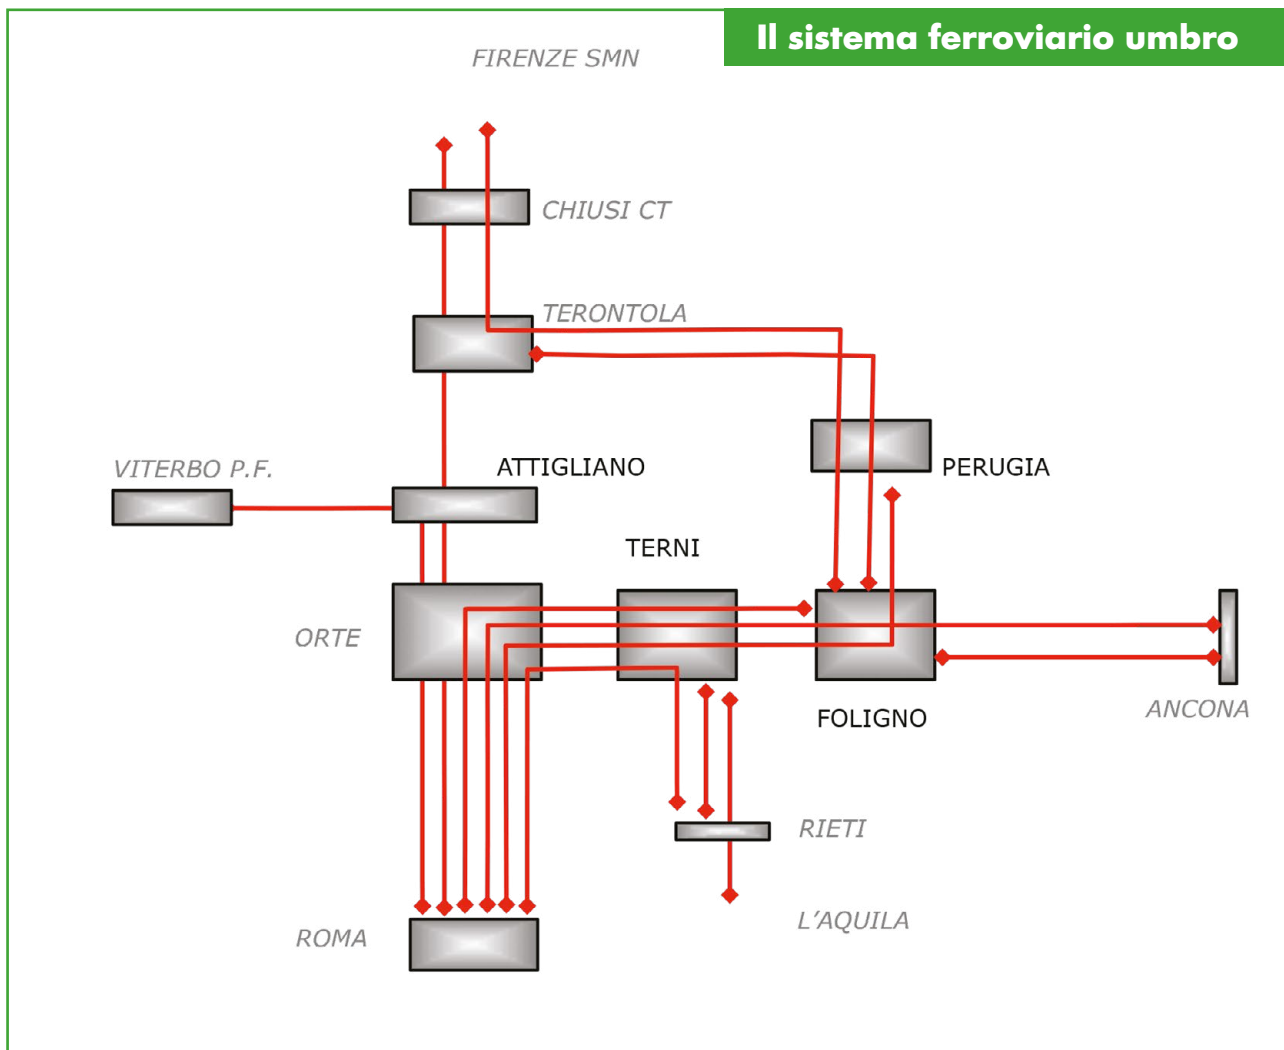 Il sistema ferroviario umbro
FIRENZE SMN
CHIUSI CT
TERONTOLA
VITERBO P.F.
ATTIGLIANO
PERUGIA
TERNI
ORTE
FOLIGNO
ANCONA
RIETI
L'AQUILA
ROMA